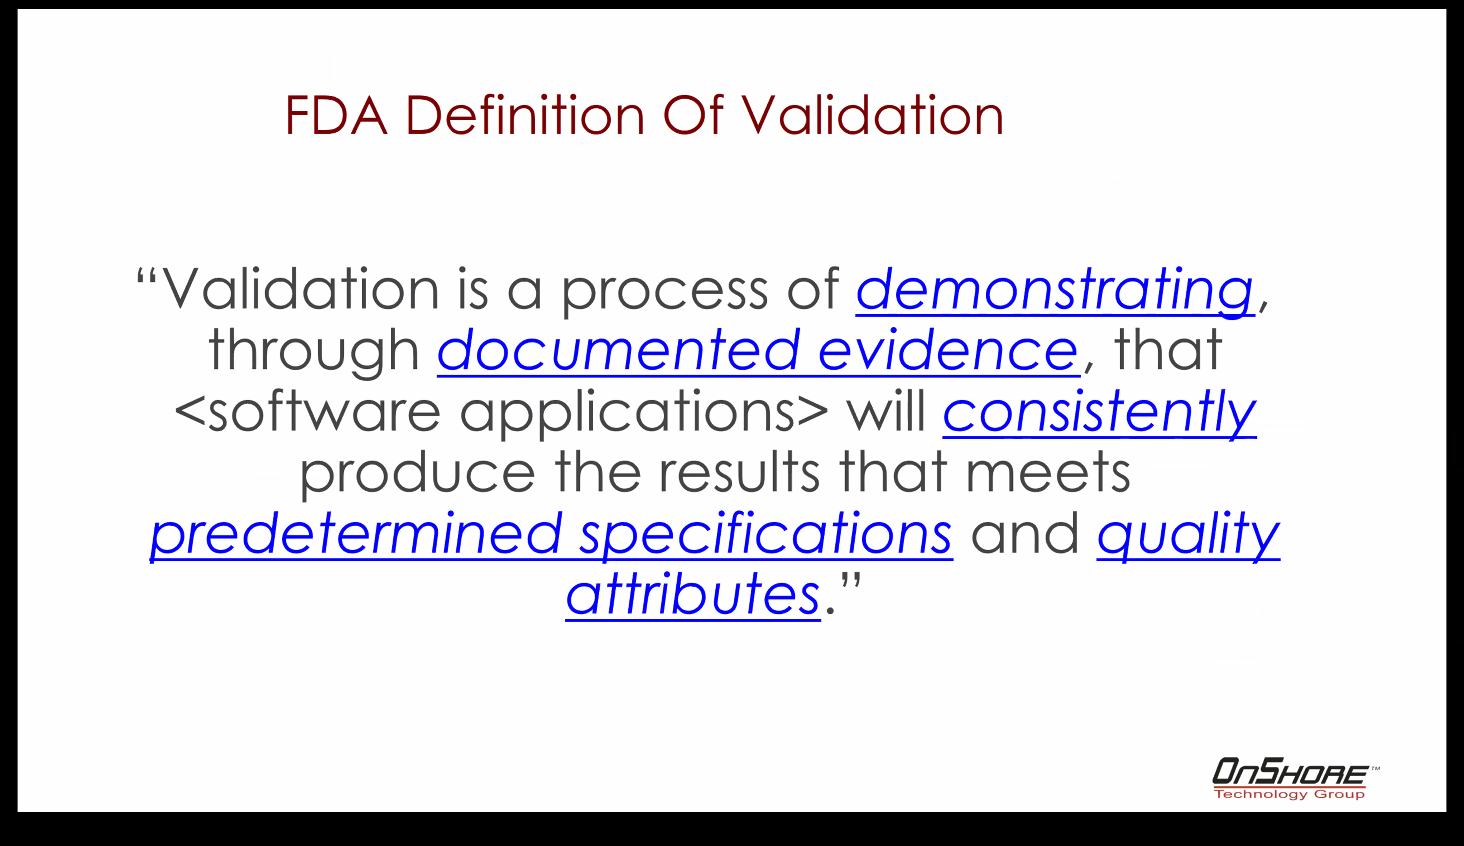 FDA Definition Of Validation
“Validation is a process of demonstrating,
through documented evidence, that
<software applications> will consistently
produce the results that meets
predetermined specifications and quality
attributes.”
OnShore™
Technology Group